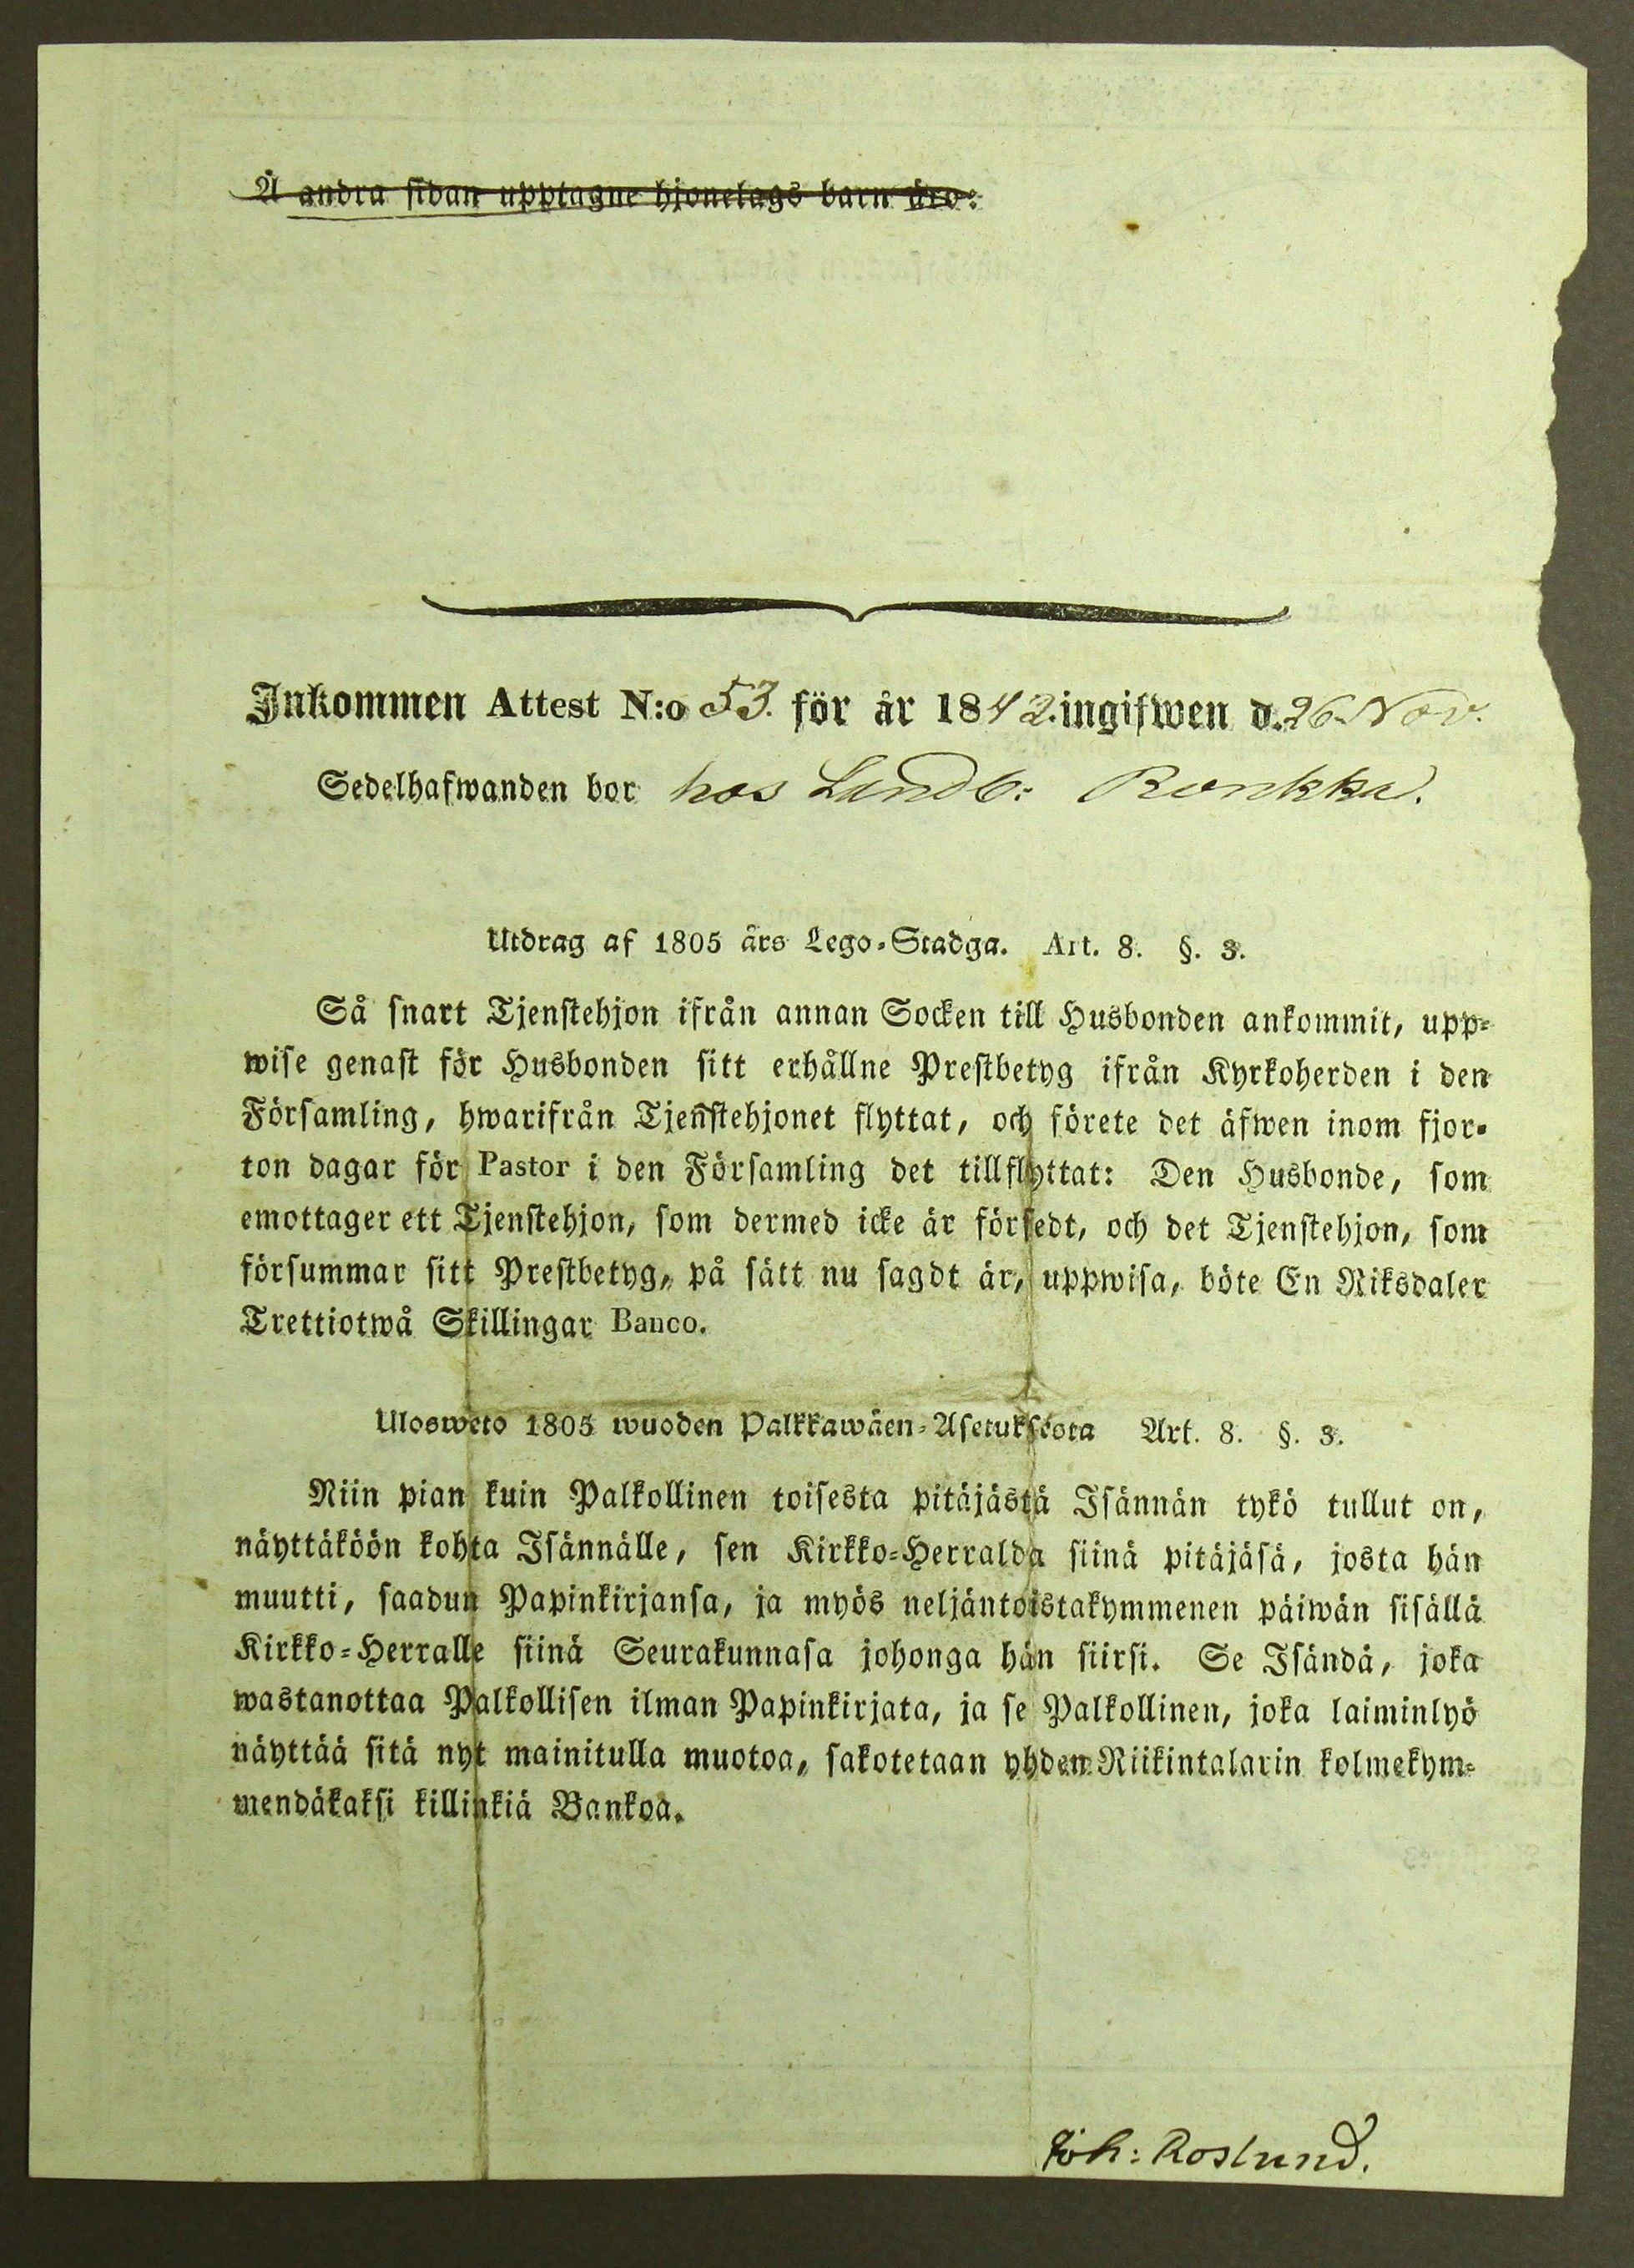 Å andra sidan upptagne hjonelags barn äro:
Inkommen Attest N:o 53. för år 1842. ingifwen d. 26 Nov.
Sedelhafwanden bor hos Landb: Ronkka.
Utdrag af 1805 års Lego-Stadga. Art. 8. §. 3.
Så snart Tjenstehjon ifrån annan Socken till Husbonden ankommit, upp-
wise genast för Husbonden sitt erhållne Prestbetyg ifrån Kyrkoherden i den
Församling, hwarifrån Tjenstehjonet flyttat, och förete det äfwen inom fjor-
ton dagar för Pastor i den Församling det tillflyttat: Den Husbonde, som
emottager ett Tjenstehjon, som dermed icke är försedt, och det Tjenstehjon, som
försummar sitt Prestbetyg, på sätt nu sagdt är, uppwisa, böte En Riksdaler
Trettiotwå Skillingar Banco.
Ulosweto 1805 wuoden Palkkawäen-Asetuksesta Art. 8. §. 3.
Niin pian kuin Palkollinen toisesta pitäjästä Isännän tykö tullut on,
näyttäköön kohta Isännälle, sen Kirkko-Herralda siinä pitäjäsä, josta hän
muutti, saadun Papinkirjansa, ja myös neljäntoistakymmenen päiwän sisällä
Kirkko-Herralle siinä Seurakunnasa johonga hän siirsi. Se Isändä, joka
wastanottaa Palkollisen ilman Papinkirjata, ja se Palkollinen, joka laiminlyö
näyttää sitä nyt mainitulla muotoa, sakotetaan yhden Riikintalarin kolmekym-
mendäkaksi killinkiä Bankoa.
Joh: Roslund.